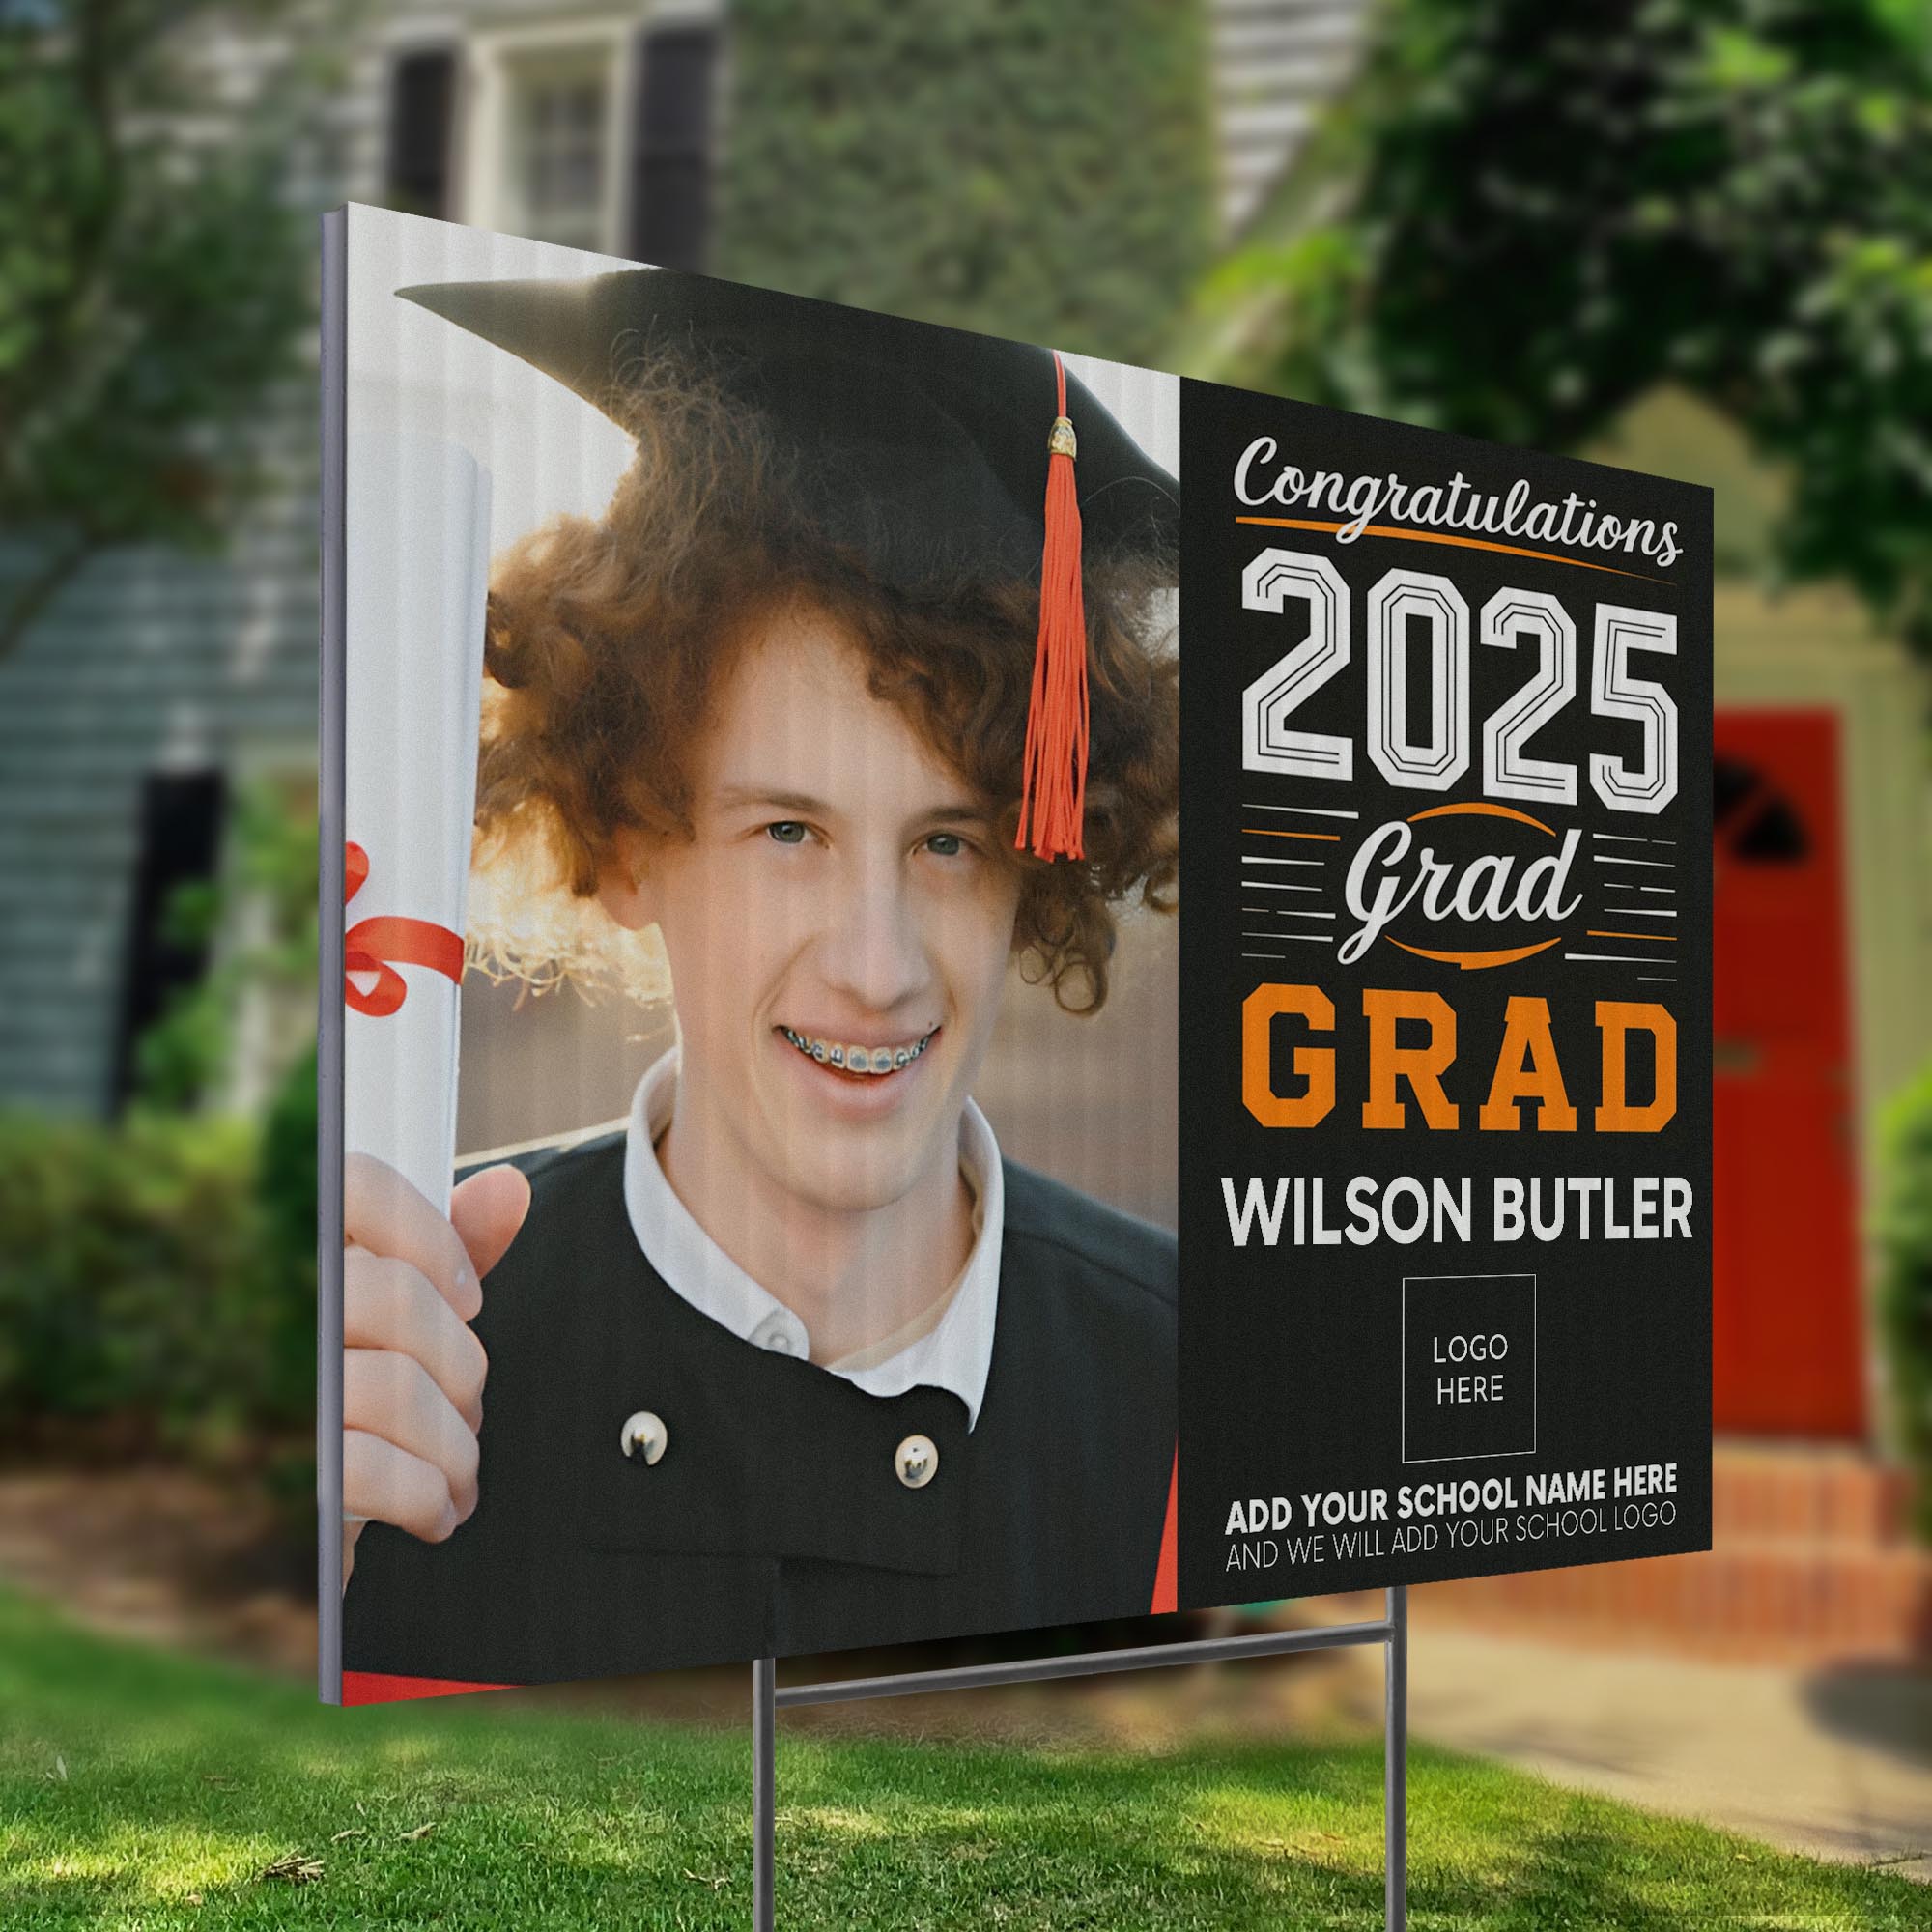 Congratulations
2025
Grad
GRAD
WILSON BUTLER
LOGO
HERE
ADD YOUR SCHOOL NAME HERE
AND WE WILL ADD YOUR SCHOOL LOGO